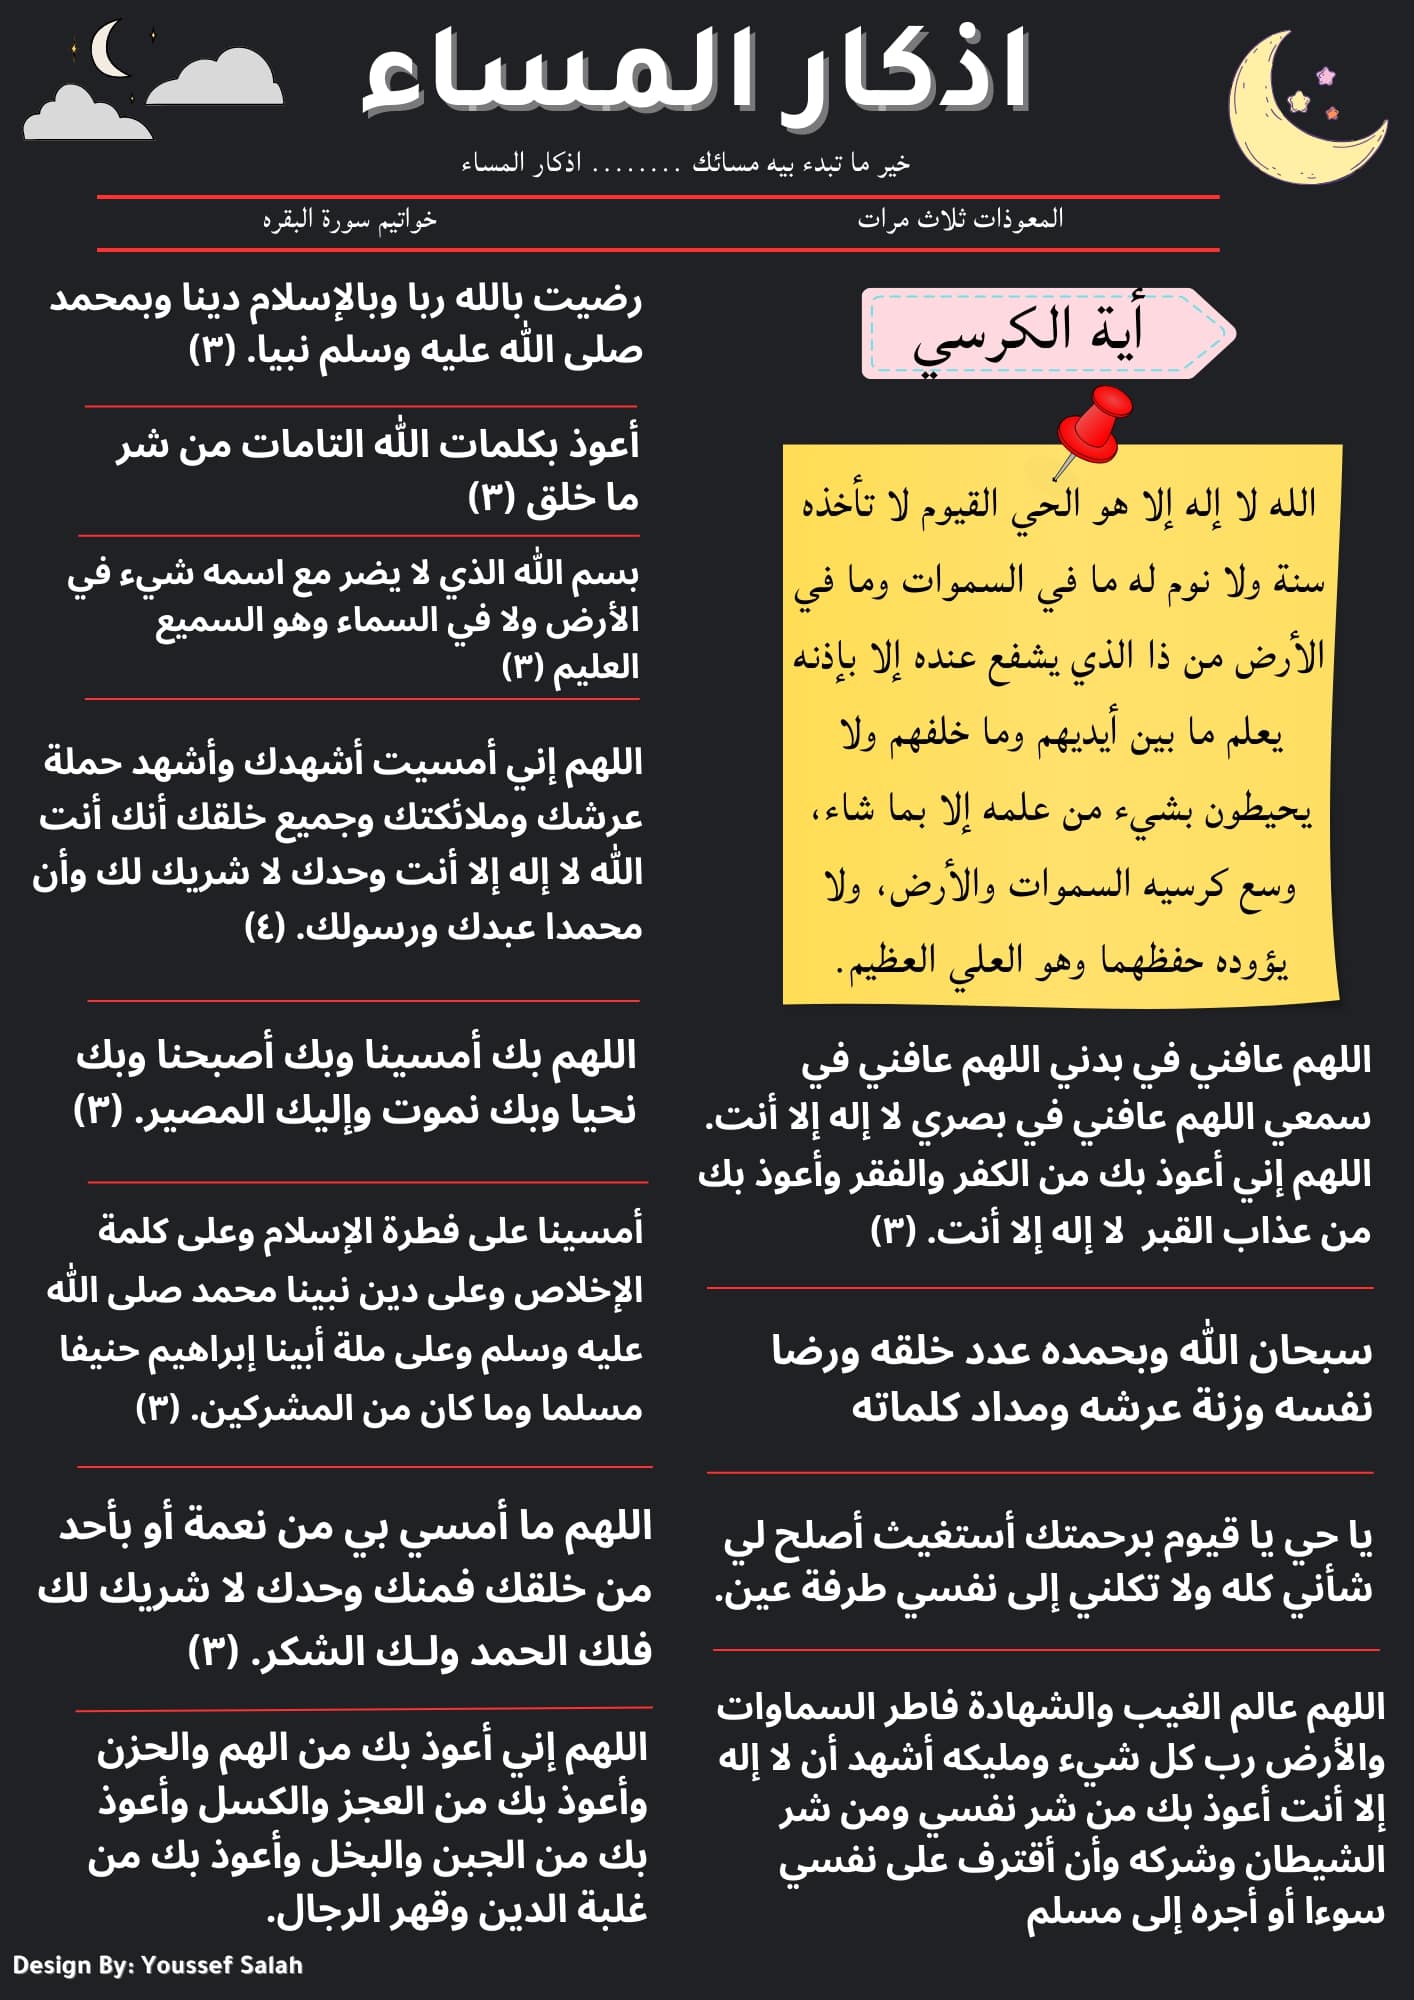 اذكار المساء
خير ما تبدء بيه مسائك ........ اذكار المساء
المعوذات ثلاث مرات
خواتيم سورة البقره
أية الكرسي
الله لا إله إلا هو الحي القيوم لا تأخذه
سنة ولا نوم له ما في السموات وما في
الأرض من ذا الذي يشفع عنده إلا بإذنه
يعلم ما بين أيديهم وما خلفهم ولا
يحيطون بشيء من علمه إلا بما شاء،
وسع كرسيه السموات والأرض، ولا
يؤوده حفظهما وهو العلي العظيم.
اللهم عافني في بدني اللهم عافني في
سمعي اللهم عافني في بصري لا إله إلا أنت.
اللهم إني أعوذ بك من الكفر والفقر وأعوذ بك
من عذاب القبر لا إله إلا أنت. (٣)
سبحان الله وبحمده عدد خلقه ورضا
نفسه وزنة عرشه ومداد كلماته
يا حي يا قيوم برحمتك أستغيث أصلح لي
شأني كله ولا تكلني إلى نفسي طرفة عين.
اللهم عالم الغيب والشهادة فاطر السماوات
والأرض رب كل شيء ومليكه أشهد أن لا إله
إلا أنت أعوذ بك من شر نفسي ومن شر
الشيطان وشركه وأن أقترف على نفسي
سوءا أو أجره إلى مسلم
رضيت بالله ربا وبالإسلام دينا وبمحمد
صلى الله عليه وسلم نبيا. (٣)
أعوذ بكلمات الله التامات من شر
ما خلق (٣)
بسم الله الذي لا يضر مع اسمه شيء في
الأرض ولا في السماء وهو السميع
العليم (٣)
اللهم إني أمسيت أشهدك وأشهد حملة
عرشك وملائكتك وجميع خلقك أنك أنت
الله لا إله إلا أنت وحدك لا شريك لك وأن
محمدا عبدك ورسولك. (٤)
اللهم بك أمسينا وبك أصبحنا وبك
نحيا وبك نموت وإليك المصير. (٣)
أمسينا على فطرة الإسلام وعلى كلمة
الإخلاص وعلى دين نبينا محمد صلى الله
عليه وسلم وعلى ملة أبينا إبراهيم حنيفا
مسلما وما كان من المشركين. (٣)
اللهم ما أمسي بي من نعمة أو بأحد
من خلقك فمنك وحدك لا شريك لك
فلك الحمد ولـك الشكر. (٣)
اللهم إني أعوذ بك من الهم والحزن
وأعوذ بك من العجز والكسل وأعوذ
بك من الجبن والبخل وأعوذ بك من
غلبة الدين وقهر الرجال.
Design By: Youssef Salah